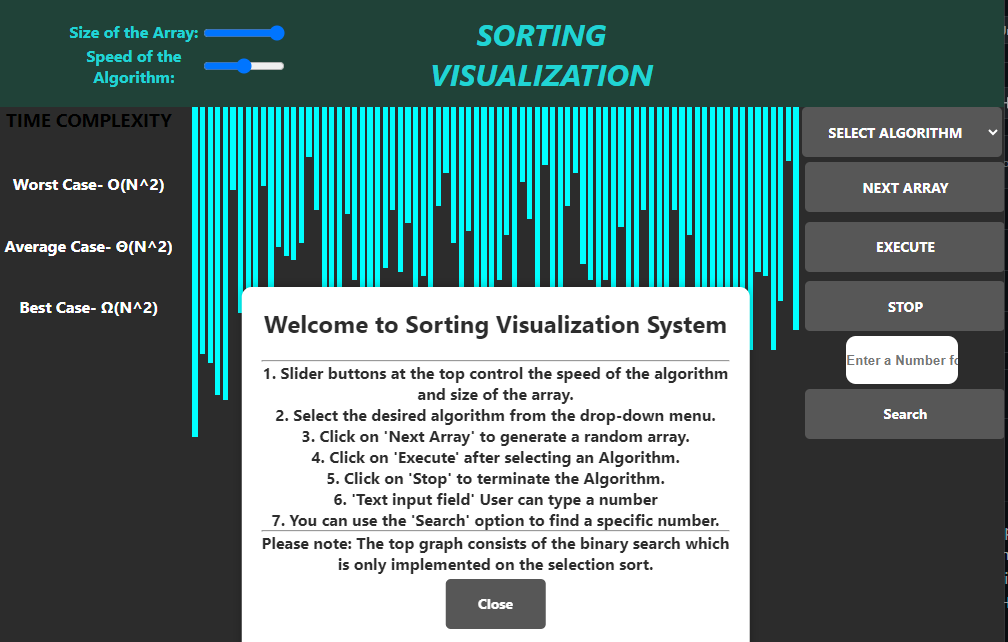 Size of the Array:
Speed of the
Algorithm:
SORTING
VISUALIZATION
TIME COMPLEXITY
Worst Case- O(N^2)
Average Case- Θ(N^2)
Best Case- Ω(N^2)
SELECT ALGORITHM
NEXT ARRAY
EXECUTE
STOP
Enter a Number fo
Search
Welcome to Sorting Visualization System
1. Slider buttons at the top control the speed of the algorithm
and size of the array.
2. Select the desired algorithm from the drop-down menu.
3. Click on 'Next Array' to generate a random array.
4. Click on 'Execute' after selecting an Algorithm.
5. Click on 'Stop' to terminate the Algorithm.
6. 'Text input field' User can type a number
7. You can use the 'Search' option to find a specific number.
Please note: The top graph consists of the binary search which
is only implemented on the selection sort.
Close